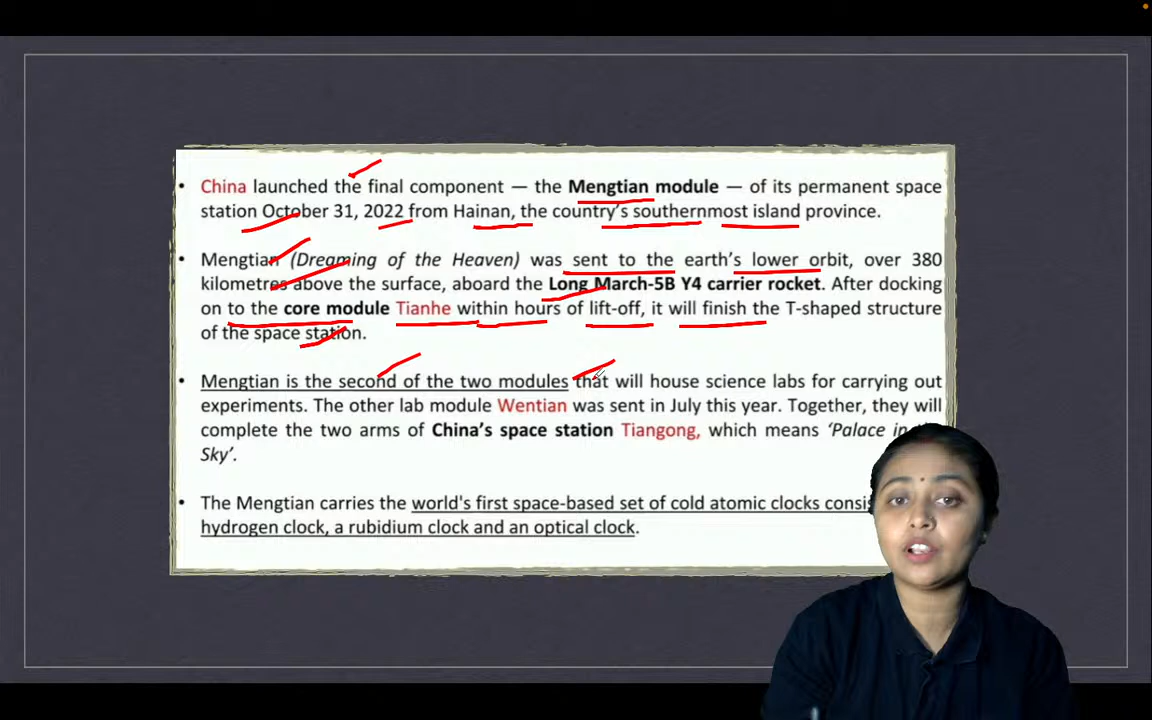 • China launched the final component — the Mengtian module — of its permanent space
station October 31, 2022 from Hainan, the country's southernmost island province.
• Mengtian (Dreaming of the Heaven) was sent to the earth's lower orbit, over 380
kilometres above the surface, aboard the Long March-5B Y4 carrier rocket. After docking
on to the core module Tianhe within hours of lift-off, it will finish the T-shaped structure
of the space station.
• Mengtian is the second of the two modules that will house science labs for carrying out
experiments. The other lab module Wentian was sent in July this year. Together, they will
complete the two arms of China's space station Tiangong, which means 'Palace in
Sky'.
• The Mengtian carries the world's first space-based set of cold atomic clocks
hydrogen clock, a rubidium clock and an optical clock.